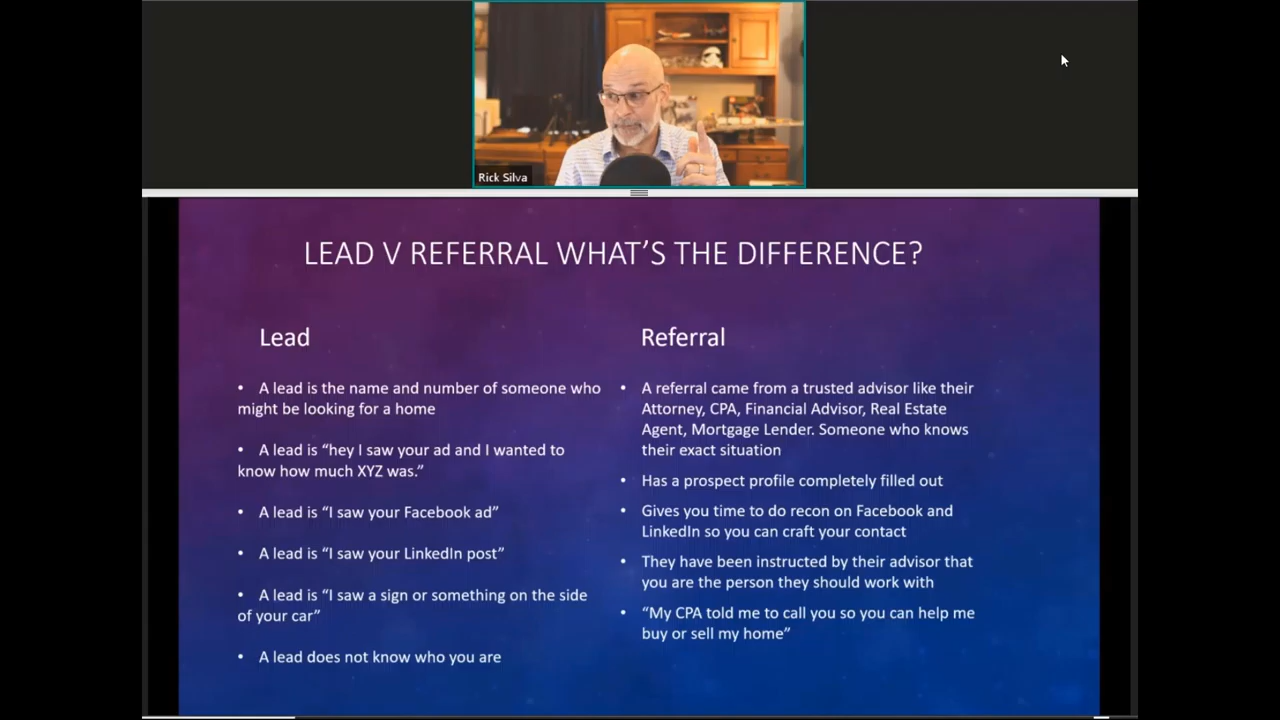 Rick Silva
LEAD V REFERRAL WHAT'S THE DIFFERENCE?
Lead
• A lead is the name and number of someone who
might be looking for a home
• A lead is “hey I saw your ad and I wanted to
know how much XYZ was.”
• A lead is “I saw your Facebook ad”
• A lead is “I saw your LinkedIn post”
• A lead is “I saw a sign or something on the side
of your car”
• A lead does not know who you are
Referral
• A referral came from a trusted advisor like their
Attorney, CPA, Financial Advisor, Real Estate
Agent, Mortgage Lender. Someone who knows
their exact situation
• Has a prospect profile completely filled out
• Gives you time to do recon on Facebook and
LinkedIn so you can craft your contact
• They have been instructed by their advisor that
you are the person they should work with
• “My CPA told me to call you so you can help me
buy or sell my home”